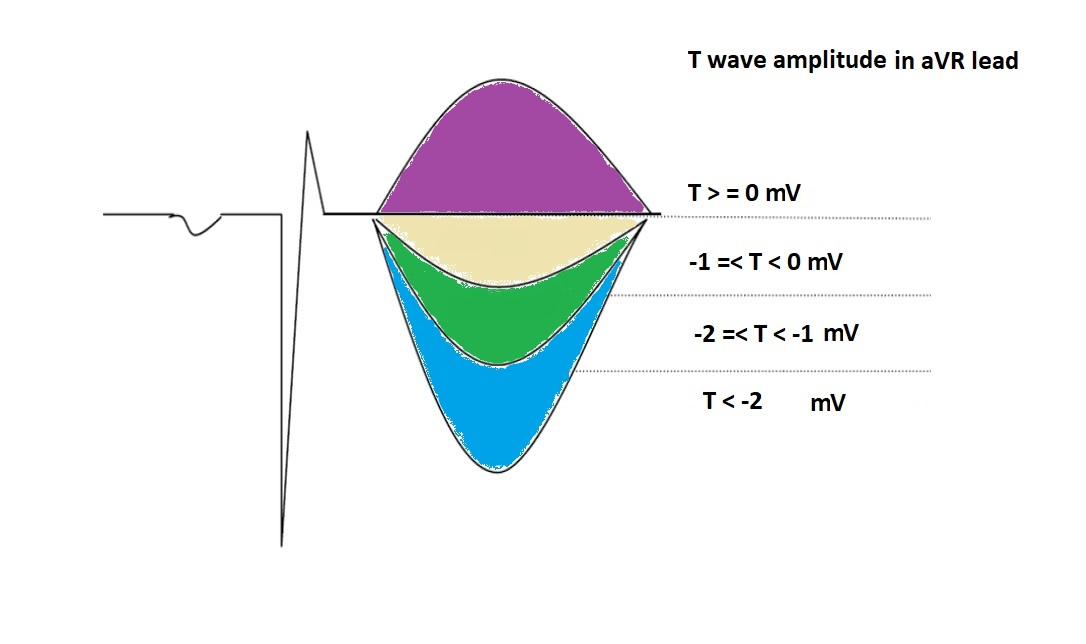 T wave amplitude in aVR lead
T > = 0 mV
-1 =< T < 0 mV
-2 =< T < -1 mV
T < -2 mV